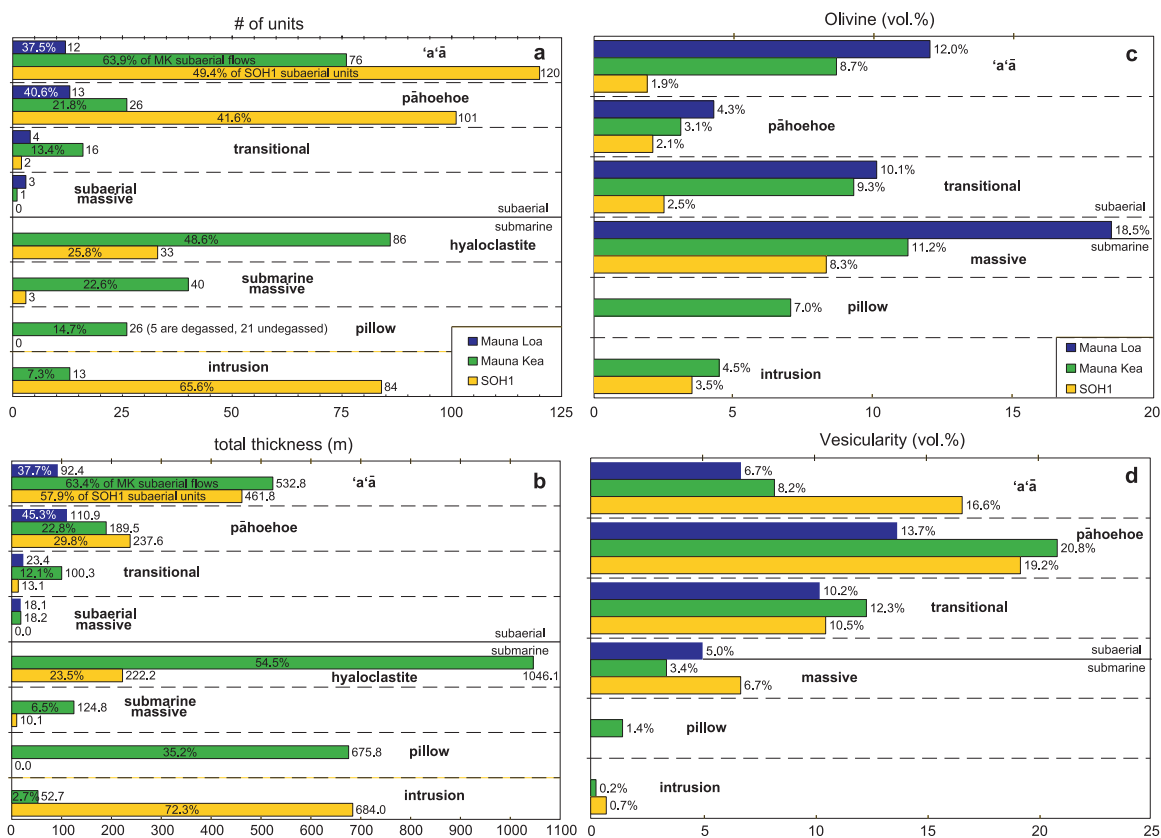 # of units
a
37.5%
12
'a'ā
63.9% of MK subaerial flows
76
49.4% of SOH1 subaerial units
120
40.6%
13
pāhoehoe
21.8%
26
41.6%
101
4
13.4%
16
transitional
2
3
subaerial
massive
1
0
subaerial
submarine
48.6%
86
hyaloclastite
25.8%
33
submarine
massive
22.6%
40
3
14.7%
26 (5 are degassed, 21 undegassed)
pillow
0
intrusion
7.3%
13
65.6%
84
Mauna Loa
Mauna Kea
SOH1
0 25 50 75 100 125
Olivine (vol.%)
c
12.0%
'a'ā
8.7%
1.9%
4.3%
pāhoehoe
3.1%
2.1%
10.1%
transitional
9.3%
2.5%
subaerial
18.5%
submarine
11.2%
massive
8.3%
7.0%
pillow
4.5%
intrusion
3.5%
Mauna Loa
Mauna Kea
SOH1
0 5 10 15 20
total thickness (m)
b
37.7%
92.4
63.4% of MK subaerial flows
532.8
'a'ā
57.9% of SOH1 subaerial units
461.8
45.3%
110.9
pāhoehoe
22.8%
189.5
29.8%
237.6
23.4
12.1%
100.3
transitional
13.1
18.1
subaerial
massive
18.2
0.0
subaerial
submarine
54.5%
1046.1
23.5%
222.2
hyaloclastite
submarine
massive
6.5%
124.8
10.1
35.2%
675.8
pillow
0.0
2.7%
52.7
intrusion
72.3%
684.0
0 100 200 300 400 500 600 700 800 900 1000 1100
Vesicularity (vol.%)
d
6.7%
8.2%
'a'ā
16.6%
13.7%
pāhoehoe
20.8%
19.2%
10.2%
transitional
12.3%
10.5%
5.0%
subaerial
submarine
3.4%
massive
6.7%
1.4%
pillow
0.2%
intrusion
0.7%
0 5 10 15 20 25